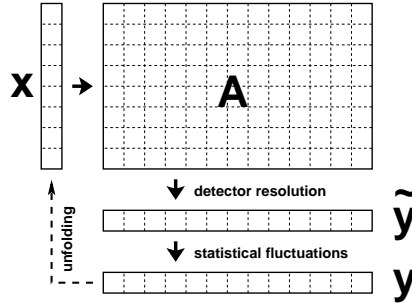 x
A
detector resolution
ỹ
unfolding
statistical fluctuations
y